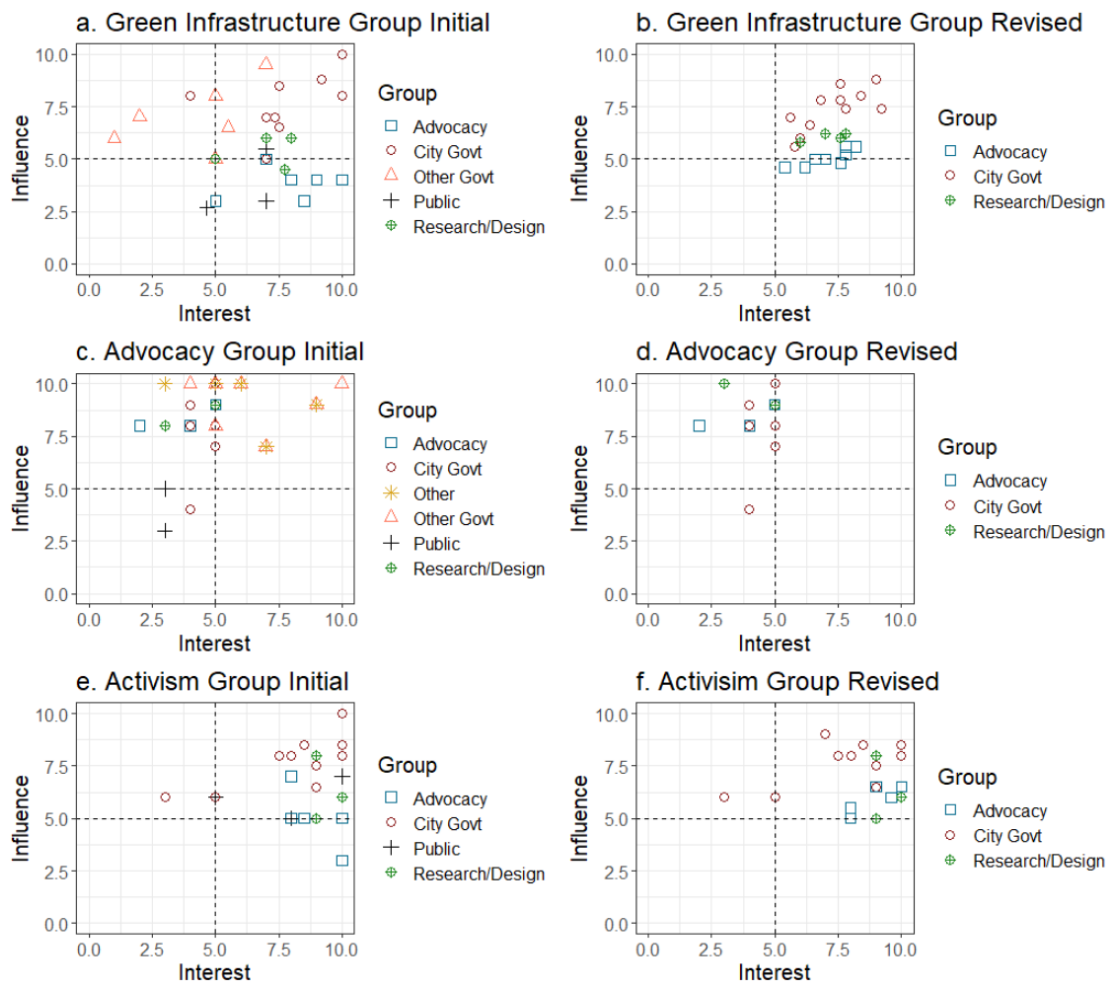 a. Green Infrastructure Group Initial
10.0
7.5
5.0
2.5
0.0
Influence
0.0 2.5 5.0 7.5 10.0
Interest
Group
Advocacy
City Govt
Other Govt
Public
Research/Design
b. Green Infrastructure Group Revised
10.0
7.5
5.0
2.5
0.0
Influence
0.0 2.5 5.0 7.5 10.0
Interest
Group
Advocacy
City Govt
Research/Design
c. Advocacy Group Initial
10.0
7.5
5.0
2.5
0.0
Influence
0.0 2.5 5.0 7.5 10.0
Interest
Group
Advocacy
City Govt
Other
Other Govt
Public
Research/Design
d. Advocacy Group Revised
10.0
7.5
5.0
2.5
0.0
Influence
0.0 2.5 5.0 7.5 10.0
Interest
Group
Advocacy
City Govt
Research/Design
e. Activism Group Initial
10.0
7.5
5.0
2.5
0.0
Influence
0.0 2.5 5.0 7.5 10.0
Interest
Group
Advocacy
City Govt
Public
Research/Design
f. Activisim Group Revised
10.0
7.5
5.0
2.5
0.0
Influence
0.0 2.5 5.0 7.5 10.0
Interest
Group
Advocacy
City Govt
Research/Design